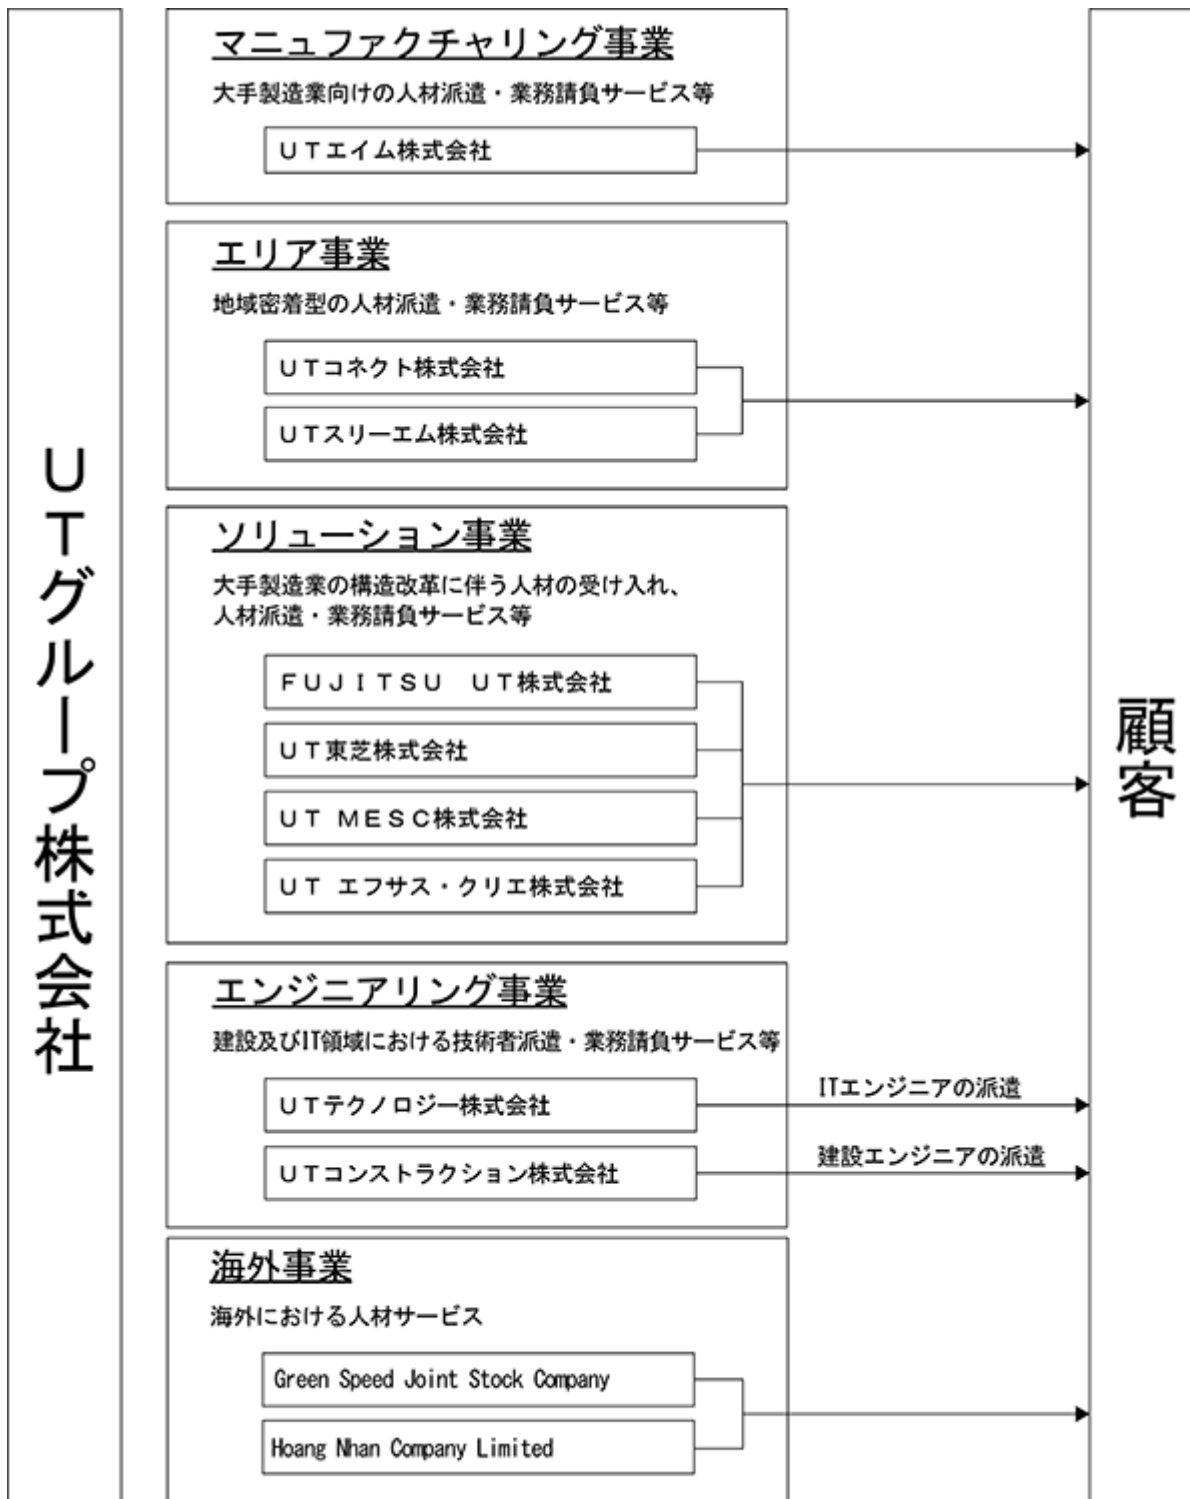 UTグループ株式会社
マニュファクチャリング事業
大手製造業向けの人材派遣・業務請負サービス等
UTエイム株式会社
エリア事業
地域密着型の人材派遣・業務請負サービス等
UTコネクト株式会社
UTスリーエム株式会社
ソリューション事業
大手製造業の構造改革に伴う人材の受け入れ、
人材派遣・業務請負サービス等
FUJITSU UT株式会社
UT東芝株式会社
UT MESC株式会社
UT エフサス・クリエ株式会社
エンジニアリング事業
建設及びIT領域における技術者派遣・業務請負サービス等
UTテクノロジー株式会社
ITエンジニアの派遣
UTコンストラクション株式会社
建設エンジニアの派遣
海外事業
海外における人材サービス
Green Speed Joint Stock Company
Hoang Nhan Company Limited
顧客